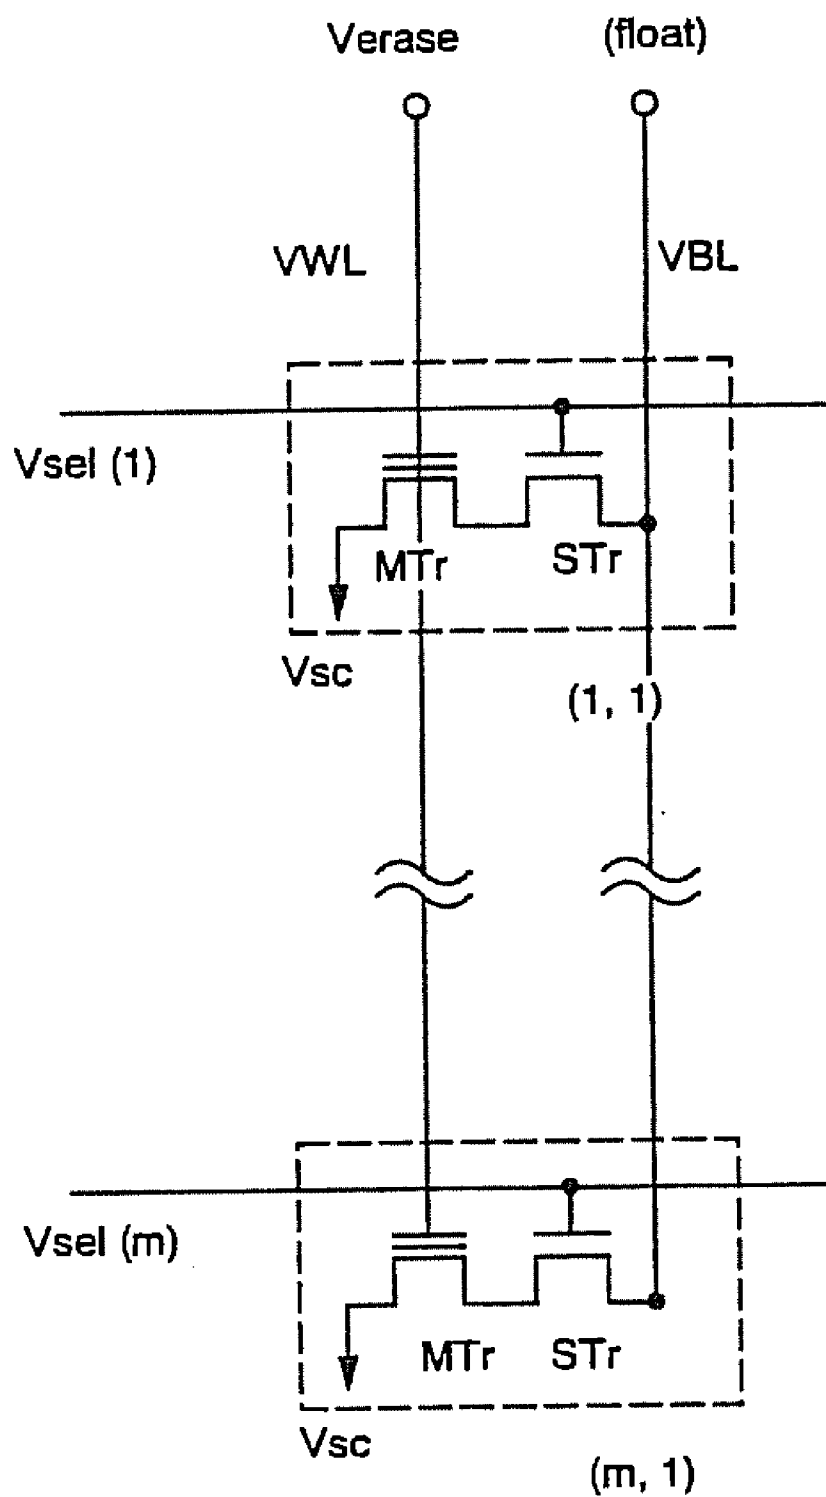 Verase
(float)
VWL
VBL
Vsel (1)
MTr
STr
Vsc
(1, 1)
Vsel (m)
MTr
STr
Vsc
(m, 1)